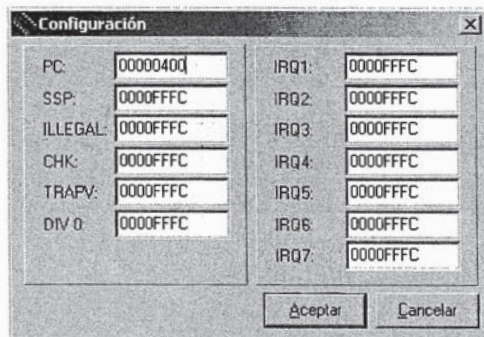 Configuración
PC: 00000400
SSP: 0000FFFC
ILLEGAL: 0000FFFC
CHK: 0000FFFC
TRAPV: 0000FFFC
DIV 0: 0000FFFC
IRQ1: 0000FFFC
IRQ2: 0000FFFC
IRQ3: 0000FFFC
IRQ4: 0000FFFC
IRQ5: 0000FFFC
IRQ6: 0000FFFC
IRQ7: 0000FFFC
Aceptar
Cancelar